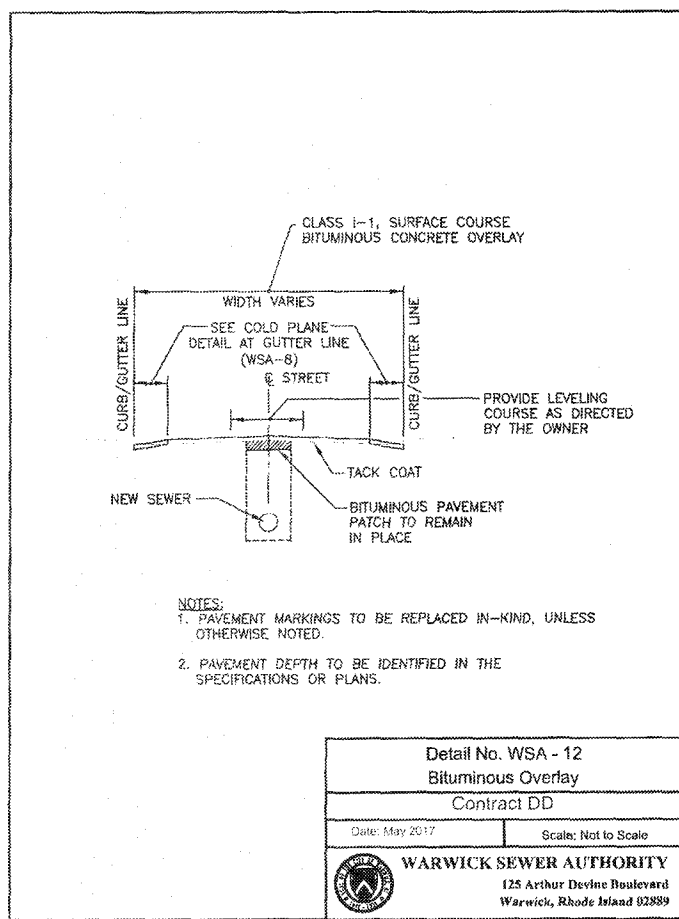 CLASS I-1, SURFACE COURSE
BITUMINOUS CONCRETE OVERLAY
WIDTH VARIES
CURB/GUTTER LINE
SEE COLD PLANE
DETAIL AT GUTTER LINE
(WSA-8)
℄ STREET
CURB/GUTTER LINE
PROVIDE LEVELING
COURSE AS DIRECTED
BY THE OWNER
TACK COAT
NEW SEWER
BITUMINOUS PAVEMENT
PATCH TO REMAIN
IN PLACE
NOTES:
1. PAVEMENT MARKINGS TO BE REPLACED IN-KIND, UNLESS
OTHERWISE NOTED.
2. PAVEMENT DEPTH TO BE IDENTIFIED IN THE
SPECIFICATIONS OR PLANS.
Detail No. WSA - 12
Bituminous Overlay
Contract DD
Date: May 2017
Scale: Not to Scale
WARWICK SEWER AUTHORITY
125 Arthur Devine Boulevard
Warwick, Rhode Island 02889